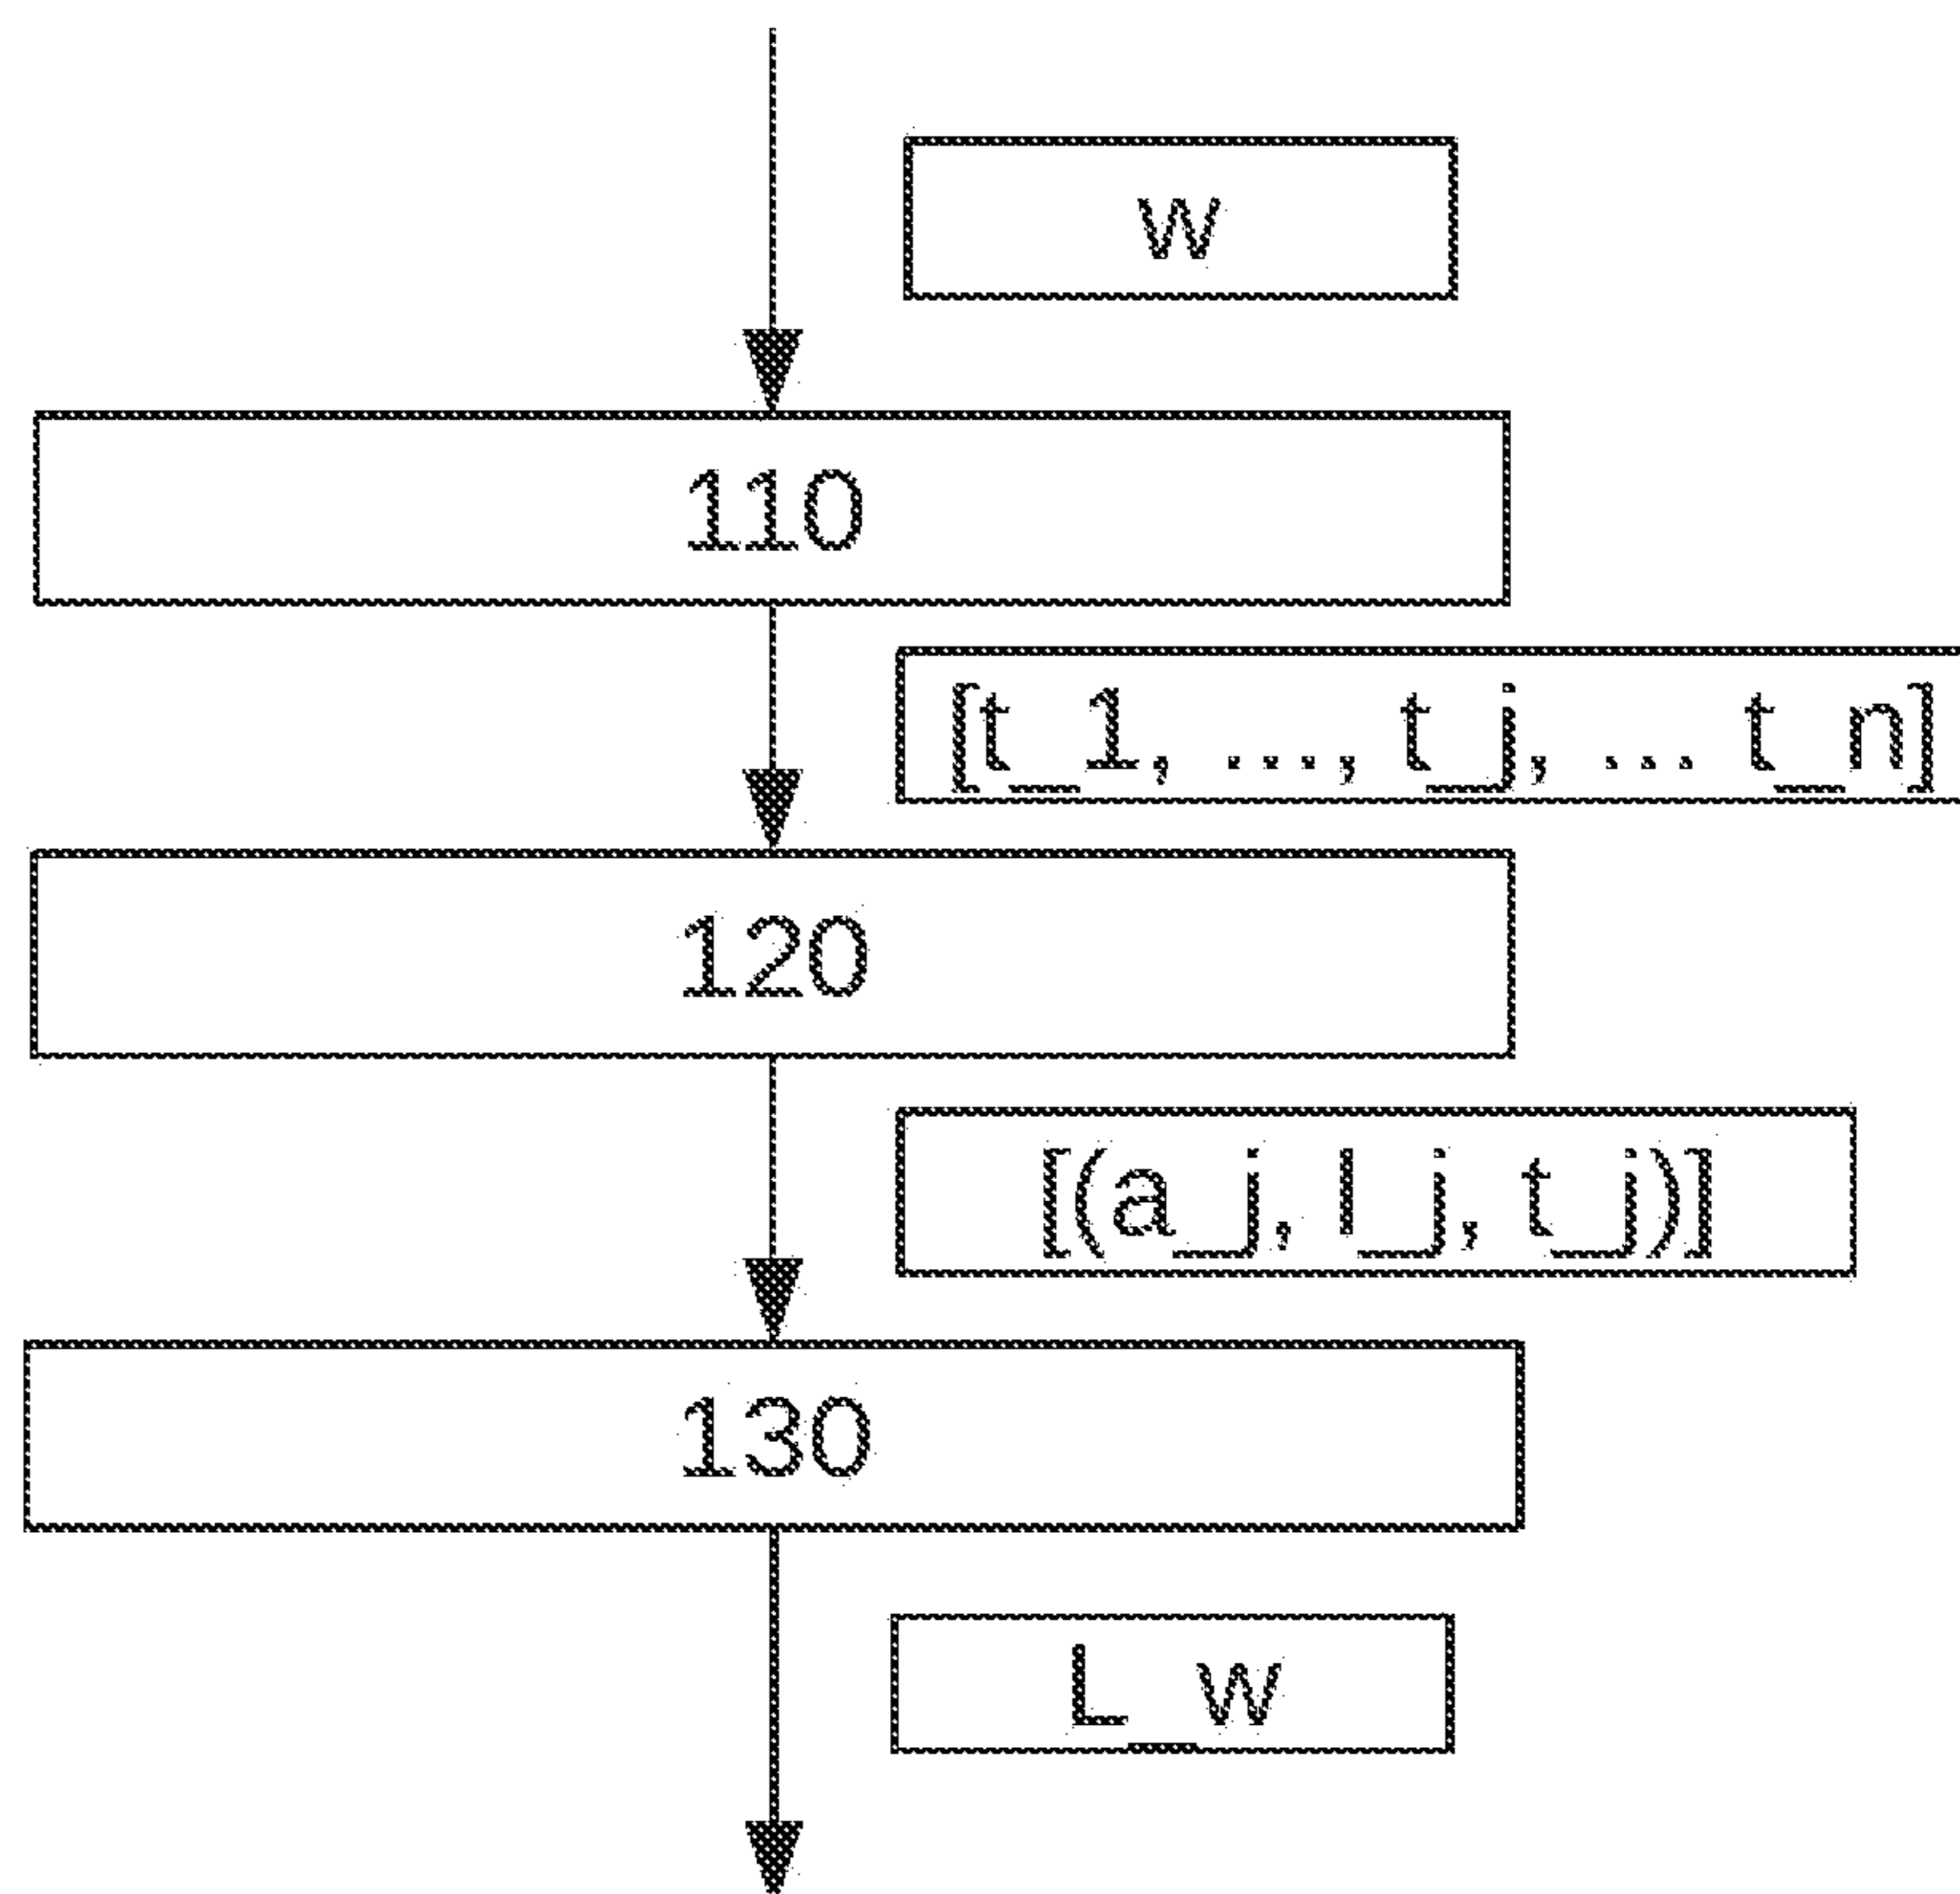 w
110
[t_1, ..., t_j, ... t_n]
120
[(a_j, l_j, t_j)]
130
L_w